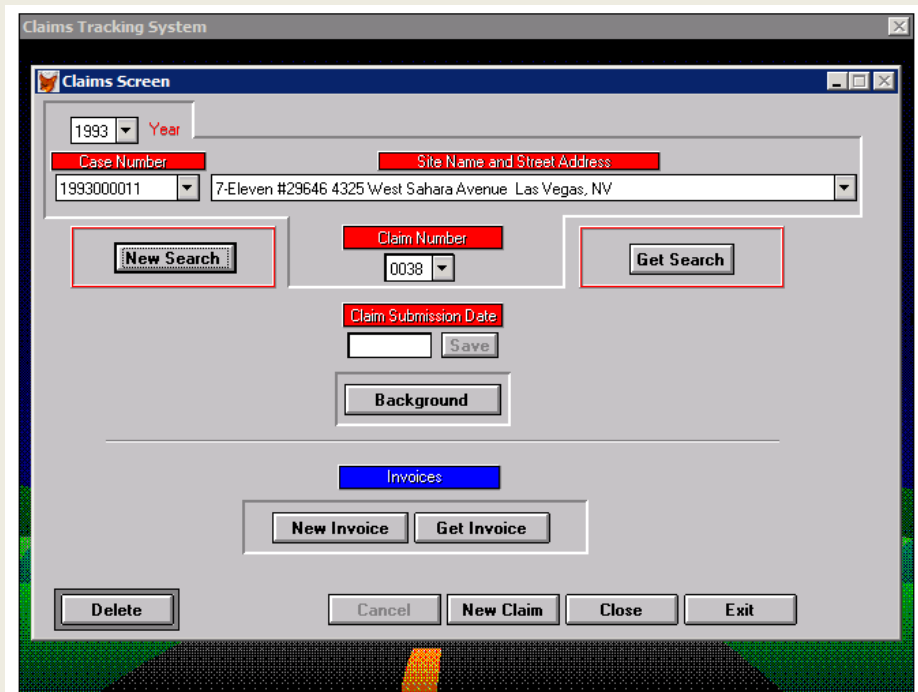 Claims Tracking System
Claims Screen
1993 Year
Case Number Site Name and Street Address
1993000011 7-Eleven #29646 4325 West Sahara Avenue  Las Vegas, NV
New Search Claim Number Get Search
0038
Claim Submission Date
Save
Background
Invoices
New Invoice Get Invoice
Delete Cancel New Claim Close Exit